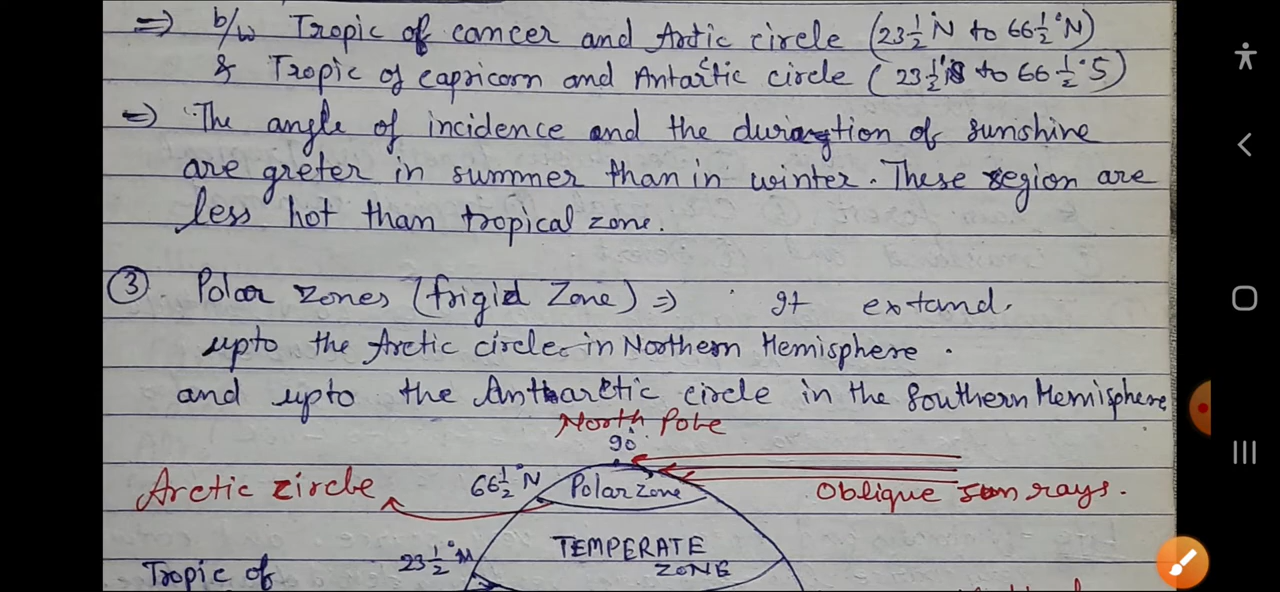 => b/w Tropic of cancer and Arctic circle (23½°N to 66½°N)
& Tropic of capricorn and Antarctic circle (23½°S to 66½°S)
=> The angle of incidence and the duration of sunshine
are greter in summer than in winter. These region are
less hot than tropical zone.
③ Polar Zones (frigid Zone) => It extand
upto the Arctic circle in Northern Hemisphere.
and upto the Antharctic circle in the Southern Hemisphere
North Pole
90°
Arctic circle 66½°N Polar Zone Oblique Sun rays.
23½°N TEMPERATE
ZONE
Tropic of